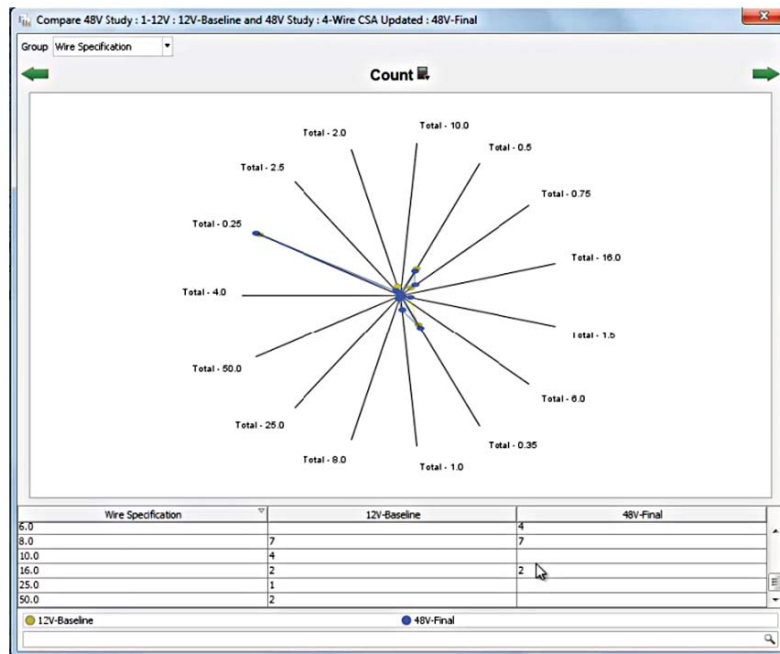 Compare 48V Study : 1-12V : 12V-Baseline and 48V Study : 4-Wire CSA Updated : 48V-Final
Group Wire Specification
Count
Total - 2.0
Total - 10.0
Total - 0.5
Total - 2.5
Total - 0.75
Total - 0.25
Total - 16.0
Total - 4.0
Total - 1.5
Total - 50.0
Total - 6.0
Total - 25.0
Total - 0.35
Total - 8.0
Total - 1.0
Wire Specification 12V-Baseline 48V-Final
6.0 4
8.0 7 7
10.0 4
16.0 2 2
25.0 1
50.0 2
12V-Baseline 48V-Final